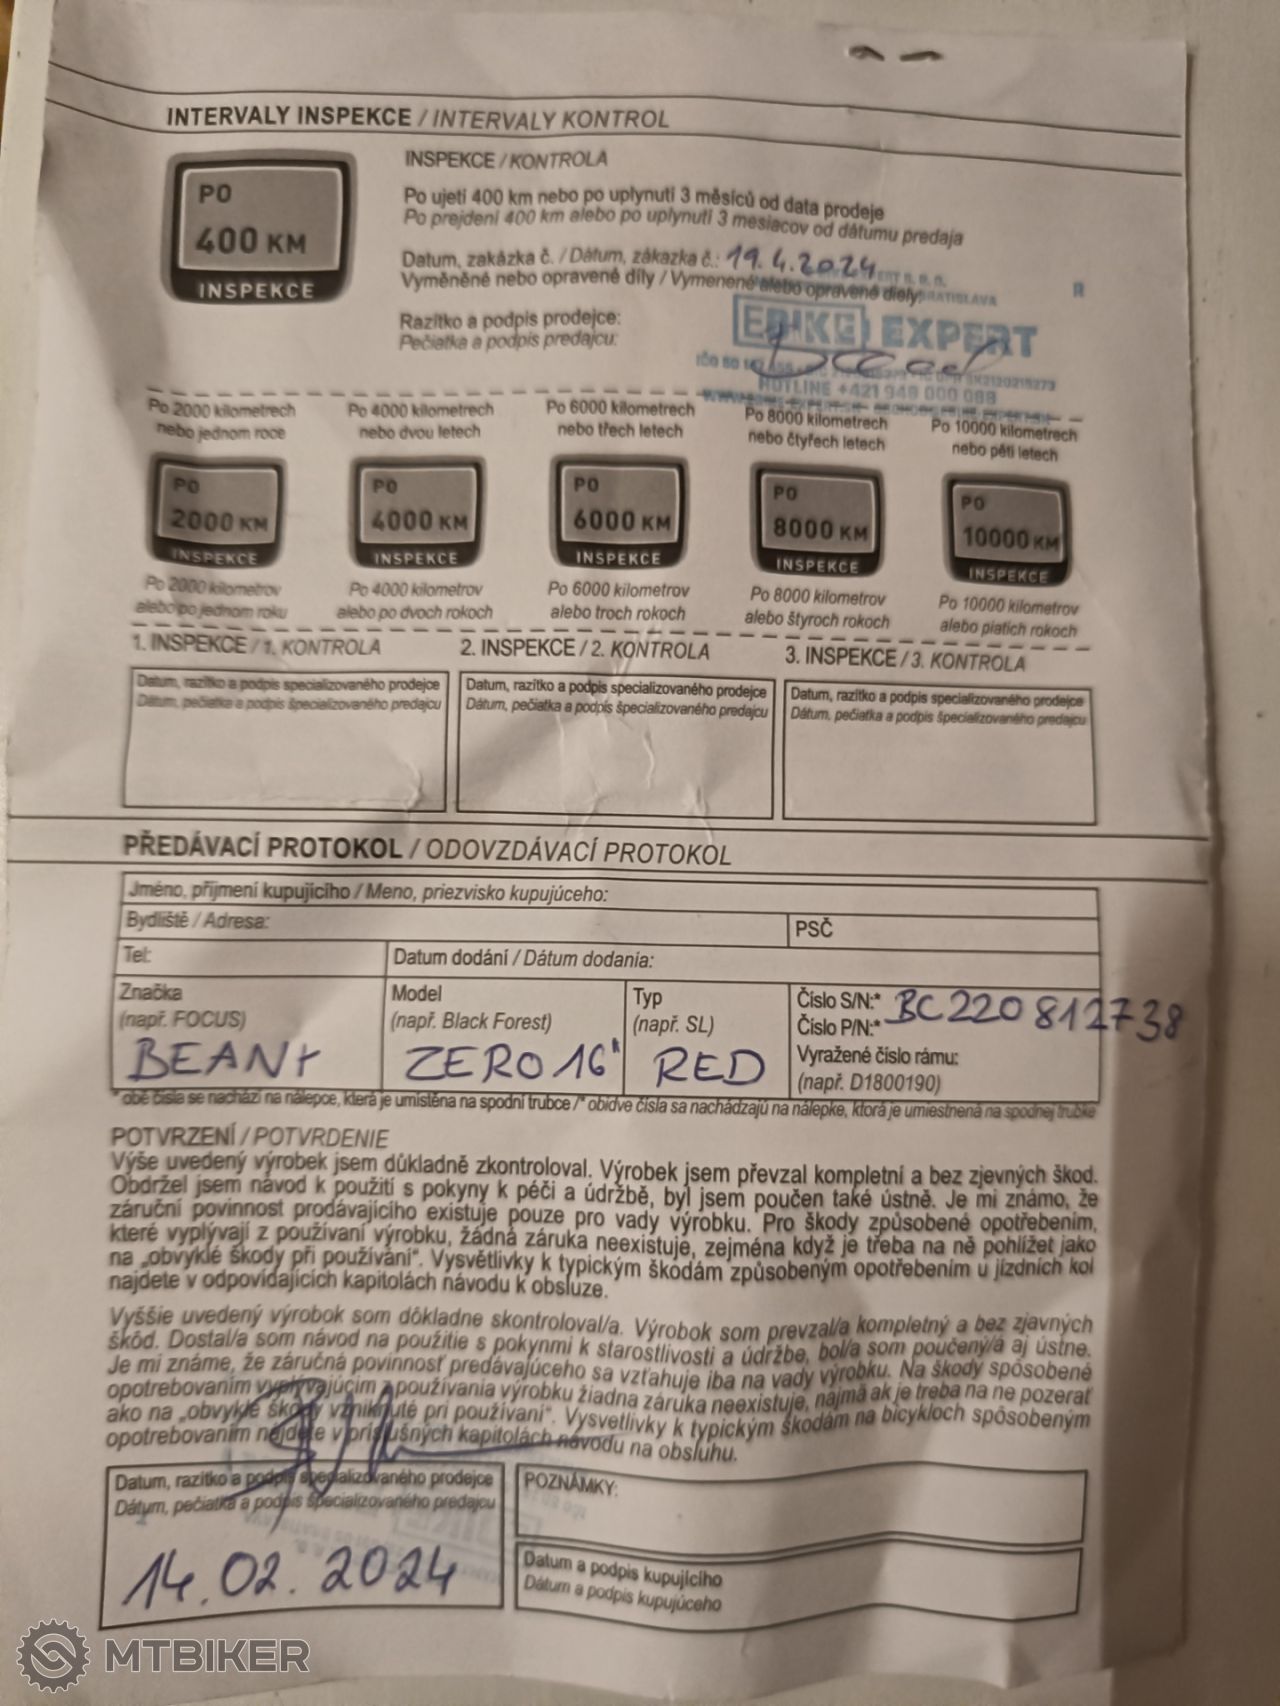 INTERVALY INSPEKCE / INTERVALY KONTROL
INSPEKCE / KONTROLA
Po ujetí 400 km nebo po uplynutí 3 měsíců od data prodeje
Po prejdení 400 km alebo po uplynutí 3 mesiacov od dátumu predaja
Datum, zakázka č. / Dátum, zákazka č.: 19.4.2024
Vyměněné nebo opravené díly / Vymenené alebo opravené diely:
Razítko a podpis prodejce:
Pečiatka a podpis predajcu:
PO
400 KM
INSPEKCE
BRATISLAVA
EBIKE EXPERT
HOTLINE +421 948 000 088
Po 2000 kilometrech
nebo jednom roce
Po 4000 kilometrech
nebo dvou letech
Po 6000 kilometrech
nebo třech letech
Po 8000 kilometrech
nebo čtyřech letech
Po 10000 kilometrech
nebo pěti letech
PO
2000 KM
INSPEKCE
PO
4000 KM
INSPEKCE
PO
6000 KM
INSPEKCE
PO
8000 KM
INSPEKCE
PO
10000 KM
INSPEKCE
Po 2000 kilometrov
alebo po jednom roku
Po 4000 kilometrov
alebo po dvoch rokoch
Po 6000 kilometrov
alebo troch rokoch
Po 8000 kilometrov
alebo štyroch rokoch
Po 10000 kilometrov
alebo piatich rokoch
1. INSPEKCE / 1. KONTROLA
2. INSPEKCE / 2. KONTROLA
3. INSPEKCE / 3. KONTROLA
Datum, razítko a podpis specializovaného prodejce
Dátum, pečiatka a podpis špecializovaného predajcu
Datum, razítko a podpis specializovaného prodejce
Dátum, pečiatka a podpis špecializovaného predajcu
Datum, razítko a podpis specializovaného prodejce
Dátum, pečiatka a podpis špecializovaného predajcu
PŘEDÁVACÍ PROTOKOL / ODOVZDÁVACÍ PROTOKOL
Jméno, příjmení kupujícího / Meno, priezvisko kupujúceho:
Bydliště / Adresa:
PSČ
Tel:
Datum dodání / Dátum dodania:
Značka
(např. FOCUS)
BEANY
Model
(např. Black Forest)
ZERO 16"
Typ
(např. SL)
RED
Číslo S/N:* BC220812738
Číslo P/N:*
Vyražené číslo rámu:
(např. D1800190)
* obě čísla se nachází na nálepce, která je umístěna na spodní trubce /* obidve čísla sa nachádzajú na nálepke, ktorá je umiestnená na spodnej trubke
POTVRZENÍ / POTVRDENIE
Výše uvedený výrobek jsem důkladně zkontroloval. Výrobek jsem převzal kompletní a bez zjevných škod.
Obdržel jsem návod k použití s pokyny k péči a údržbě, byl jsem poučen také ústně. Je mi známo, že
záruční povinnost prodávajícího existuje pouze pro vady výrobku. Pro škody způsobené opotřebením,
které vyplývají z používaní výrobku, žádná záruka neexistuje, zejména když je třeba na ně pohlížet jako
na „obvyklé škody při používání“. Vysvětlivky k typickým škodám způsobeným opotřebením u jízdních kol
najdete v odpovídajících kapitolách návodu k obsluze.
Vyššie uvedený výrobok som dôkladne skontroloval/a. Výrobok som prevzal/a kompletný a bez zjavných
škôd. Dostal/a som návod na použitie s pokynmi k starostlivosti a údržbe, bol/a som poučený/á aj ústne.
Je mi známe, že záručná povinnosť predávajúceho sa vzťahuje iba na vady výrobku. Na škody spôsobené
opotrebovaním vyplývajúcim z používania výrobku žiadna záruka neexistuje, najmä ak je treba na ne pozerať
ako na „obvyklé škody vzniknuté pri používaní“. Vysvetlivky k typickým škodám na bicykloch spôsobeným
opotrebovaním nájdete v príslušných kapitolách návodu na obsluhu.
Datum, razítko a podpis specializovaného prodejce
Dátum, pečiatka a podpis špecializovaného predajcu
14.02.2024
POZNÁMKY:
Datum a podpis kupujícího
Dátum a podpis kupujúceho
MTBIKER